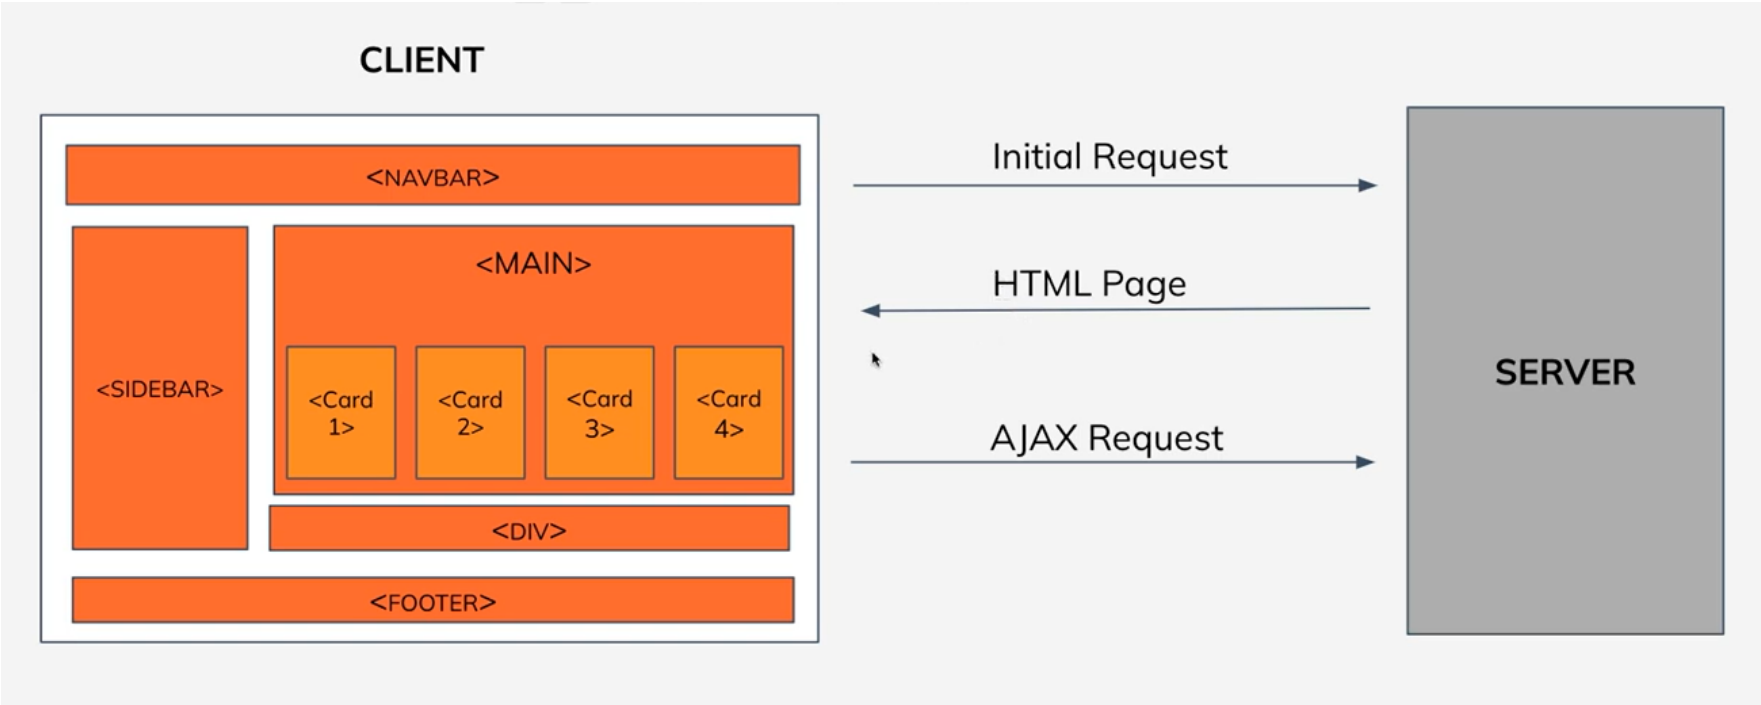 CLIENT
<NAVBAR>
<SIDEBAR>
<MAIN>
<Card
1>
<Card
2>
<Card
3>
<Card
4>
<DIV>
<FOOTER>
Initial Request
HTML Page
AJAX Request
SERVER